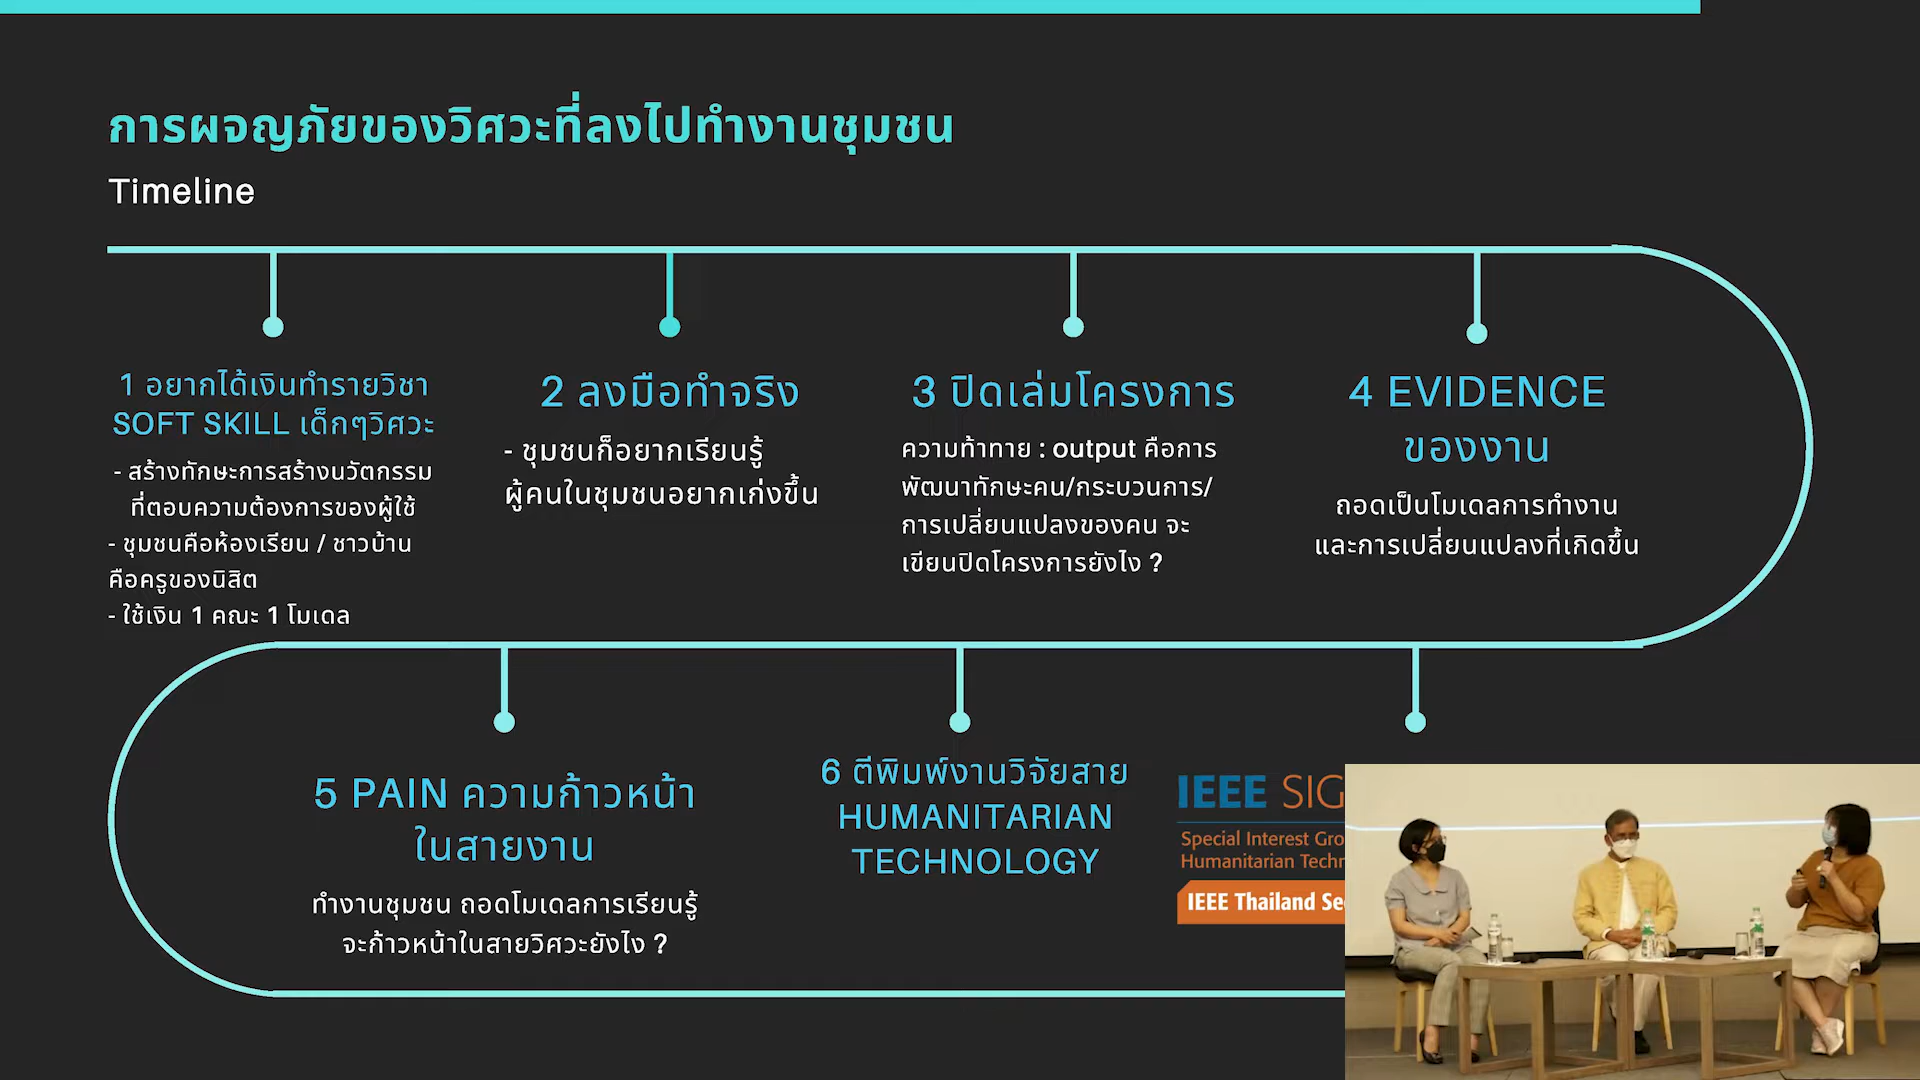 การผจญภัยของวิศวะที่ลงไปทำงานชุมชน
Timeline
1 อยากได้เงินทำรายวิชา
SOFT SKILL เด็กๆวิศวะ
- สร้างทักษะการสร้างนวัตกรรม
ที่ตอบความต้องการของผู้ใช้
- ชุมชนคือห้องเรียน / ชาวบ้าน
คือครูของนิสิต
- ใช้เงิน 1 คณะ 1 โมเดล
2 ลงมือทำจริง
- ชุมชนก็อยากเรียนรู้
ผู้คนในชุมชนอยากเก่งขึ้น
3 ปิดเล่มโครงการ
ความท้าทาย : output คือการ
พัฒนาทักษะคน/กระบวนการ/
การเปลี่ยนแปลงของคน จะ
เขียนปิดโครงการยังไง ?
4 EVIDENCE
ของงาน
ถอดเป็นโมเดลการทำงาน
และการเปลี่ยนแปลงที่เกิดขึ้น
5 PAIN ความก้าวหน้า
ในสายงาน
ทำงานชุมชน ถอดโมเดลการเรียนรู้
จะก้าวหน้าในสายวิศวะยังไง ?
6 ตีพิมพ์งานวิจัยสาย
HUMANITARIAN
TECHNOLOGY
IEEE SIG
Special Interest Gro
Humanitarian Techn
IEEE Thailand Se